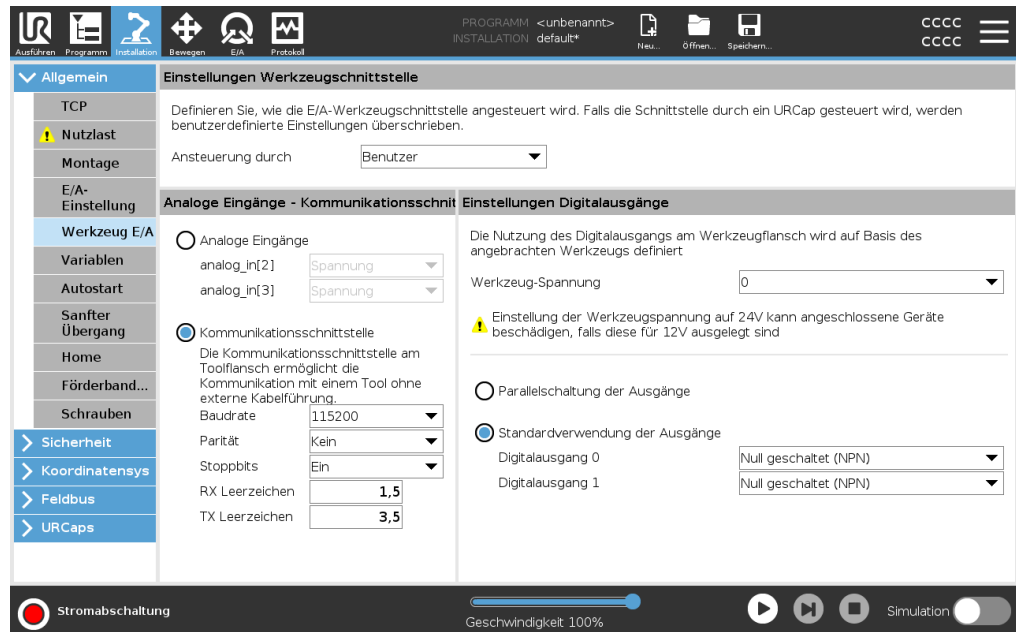 UR
PROGRAMM <unbenannt>
INSTALLATION default*
CCCC
CCCC
Ausführen Programm Installation Bewegen E/A Protokoll Neu... Öffnen... Speichern...
Allgemein
TCP
Nutzlast
Montage
E/A-
Einstellung
Werkzeug E/A
Variablen
Autostart
Sanfter
Übergang
Home
Förderband...
Schrauben
Sicherheit
Koordinatensys
Feldbus
URCaps
Einstellungen Werkzeugschnittstelle
Definieren Sie, wie die E/A-Werkzeugschnittstelle angesteuert wird. Falls die Schnittstelle durch ein URCap gesteuert wird, werden
benutzerdefinierte Einstellungen überschrieben.
Ansteuerung durch Benutzer
Analoge Eingänge - Kommunikationsschnit
Analoge Eingänge
analog_in[2] Spannung
analog_in[3] Spannung
Kommunikationsschnittstelle
Die Kommunikationsschnittstelle am
Toolflansch ermöglicht die
Kommunikation mit einem Tool ohne
externe Kabelführung.
Baudrate 115200
Parität Kein
Stoppbits Ein
RX Leerzeichen 1,5
TX Leerzeichen 3,5
Einstellungen Digitalausgänge
Die Nutzung des Digitalausgangs am Werkzeugflansch wird auf Basis des
angebrachten Werkzeugs definiert
Werkzeug-Spannung 0
Einstellung der Werkzeugspannung auf 24V kann angeschlossene Geräte
beschädigen, falls diese für 12V ausgelegt sind
Parallelschaltung der Ausgänge
Standardverwendung der Ausgänge
Digitalausgang 0 Null geschaltet (NPN)
Digitalausgang 1 Null geschaltet (NPN)
Stromabschaltung
Geschwindigkeit 100%
Simulation